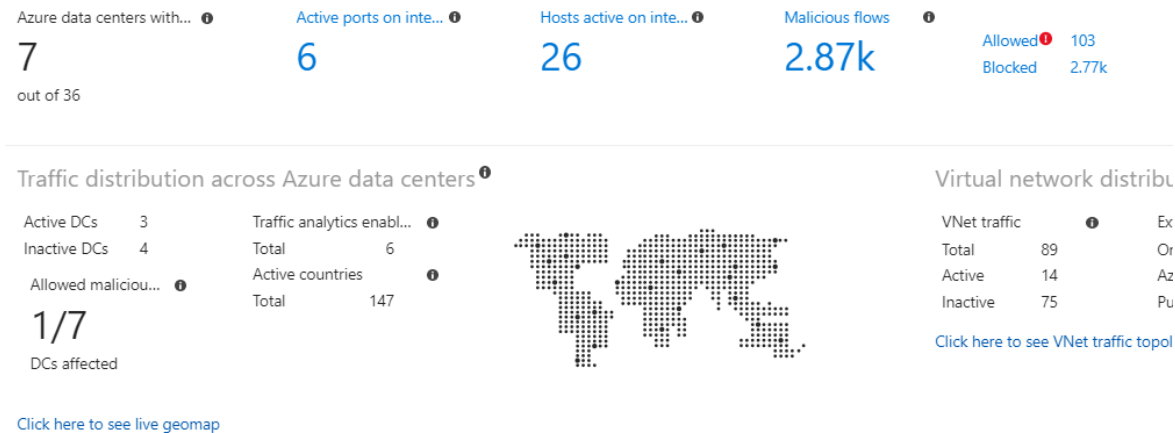 Azure data centers with...
7
out of 36
Active ports on inte...
6
Hosts active on inte...
26
Malicious flows
2.87k
Allowed 103
Blocked 2.77k
Traffic distribution across Azure data centers
Active DCs 3
Inactive DCs 4
Allowed maliciou...
1/7
DCs affected
Traffic analytics enabl...
Total 6
Active countries
Total 147
Click here to see live geomap
Virtual network distribu
VNet traffic
Total 89
Active 14
Inactive 75
Ex
Or
Az
Pu
Click here to see VNet traffic topol